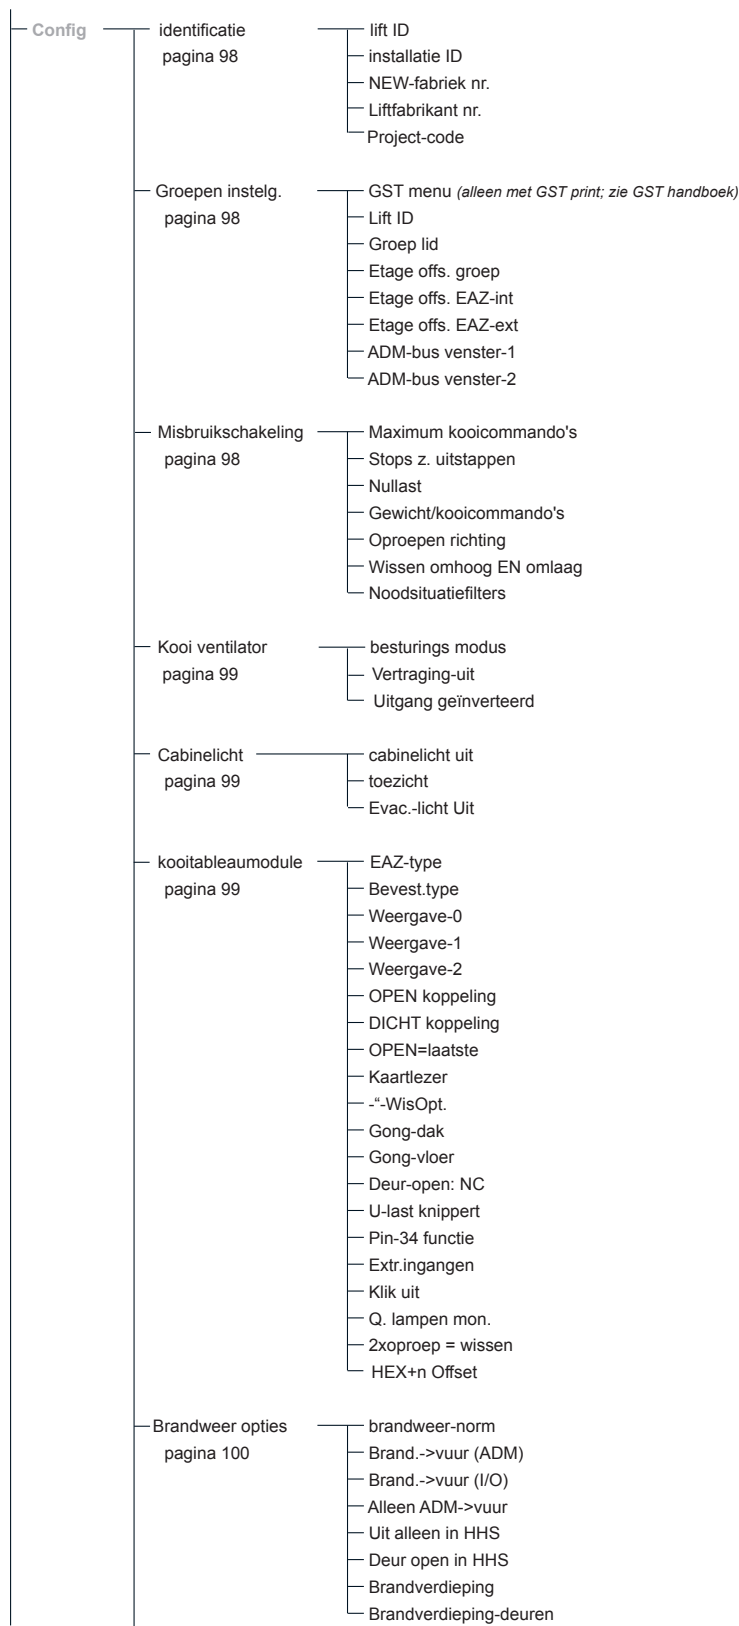 Config
identificatie
pagina 98
lift ID
installatie ID
NEW-fabriek nr.
Liftfabrikant nr.
Project-code
Groepen instelg.
pagina 98
GST menu (alleen met GST print; zie GST handboek)
Lift ID
Groep lid
Etage offs. groep
Etage offs. EAZ-int
Etage offs. EAZ-ext
ADM-bus venster-1
ADM-bus venster-2
Misbruikschakeling
pagina 98
Maximum kooicommando's
Stops z. uitstappen
Nullast
Gewicht/kooicommando's
Oproepen richting
Wissen omhoog EN omlaag
Noodsituatiefilters
Kooi ventilator
pagina 99
besturings modus
Vertraging-uit
Uitgang geïnverteerd
Cabinelicht
pagina 99
cabinelicht uit
toezicht
Evac.-licht Uit
kooitableaumodule
pagina 99
EAZ-type
Bevest.type
Weergave-0
Weergave-1
Weergave-2
OPEN koppeling
DICHT koppeling
OPEN=laatste
Kaartlezer
-“-WisOpt.
Gong-dak
Gong-vloer
Deur-open: NC
U-last knippert
Pin-34 functie
Extr.ingangen
Klik uit
Q. lampen mon.
2xoproep = wissen
HEX+n Offset
Brandweer opties
pagina 100
brandweer-norm
Brand.->vuur (ADM)
Brand.->vuur (I/O)
Alleen ADM->vuur
Uit alleen in HHS
Deur open in HHS
Brandverdieping
Brandverdieping-deuren